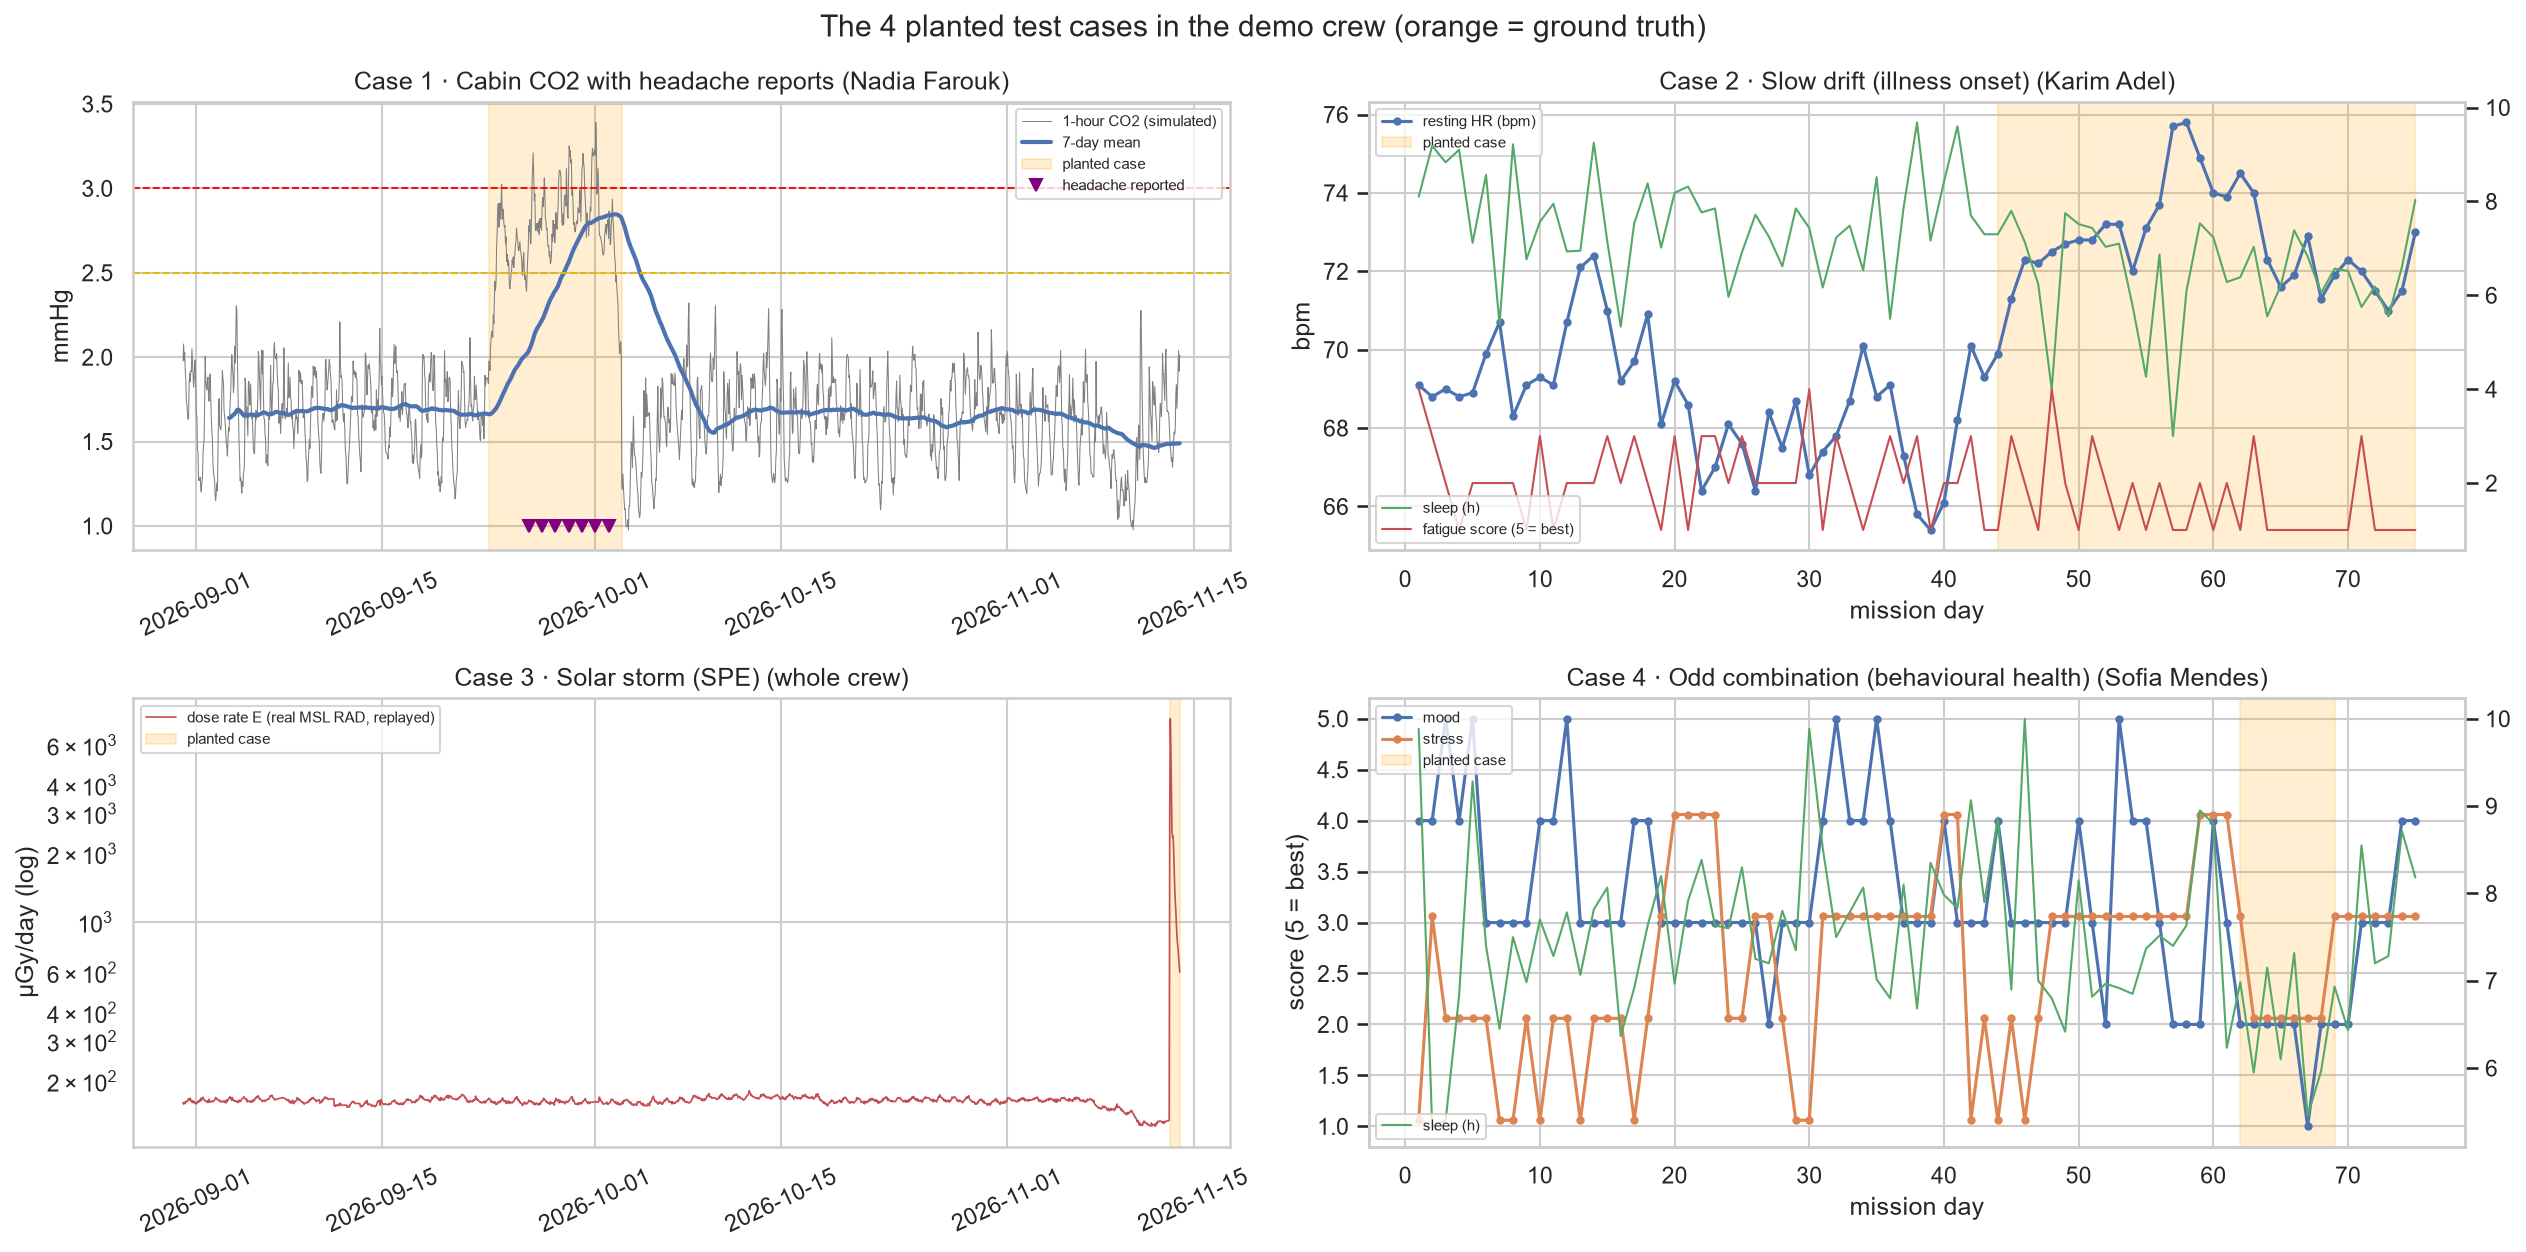 The 4 planted test cases in the demo crew (orange = ground truth)
Case 1 · Cabin CO2 with headache reports (Nadia Farouk)
3.5
3.0
2.5
2.0
1.5
1.0
mmHg
1-hour CO2 (simulated)
7-day mean
planted case
headache reported
2026-09-01
2026-09-15
2026-10-01
2026-10-15
2026-11-01
2026-11-15
Case 2 · Slow drift (illness onset) (Karim Adel)
76
74
72
70
68
66
bpm
resting HR (bpm)
planted case
sleep (h)
fatigue score (5 = best)
10
8
6
4
2
0
10
20
30
40
50
60
70
mission day
Case 3 · Solar storm (SPE) (whole crew)
dose rate E (real MSL RAD, replayed)
planted case
6 × 10³
4 × 10³
3 × 10³
2 × 10³
10³
6 × 10²
4 × 10²
3 × 10²
2 × 10²
µGy/day (log)
2026-09-01
2026-09-15
2026-10-01
2026-10-15
2026-11-01
2026-11-15
Case 4 · Odd combination (behavioural health) (Sofia Mendes)
5.0
4.5
4.0
3.5
3.0
2.5
2.0
1.5
1.0
score (5 = best)
mood
stress
planted case
sleep (h)
10
9
8
7
6
0
10
20
30
40
50
60
70
mission day